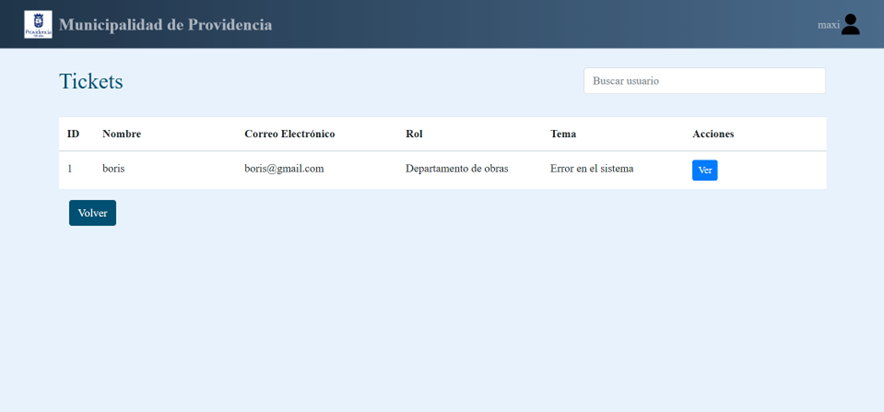 Providencia
Municipalidad de Providencia
maxi
Tickets
Buscar usuario
ID Nombre Correo Electrónico Rol Tema Acciones
1 boris boris@gmail.com Departamento de obras Error en el sistema Ver
Volver